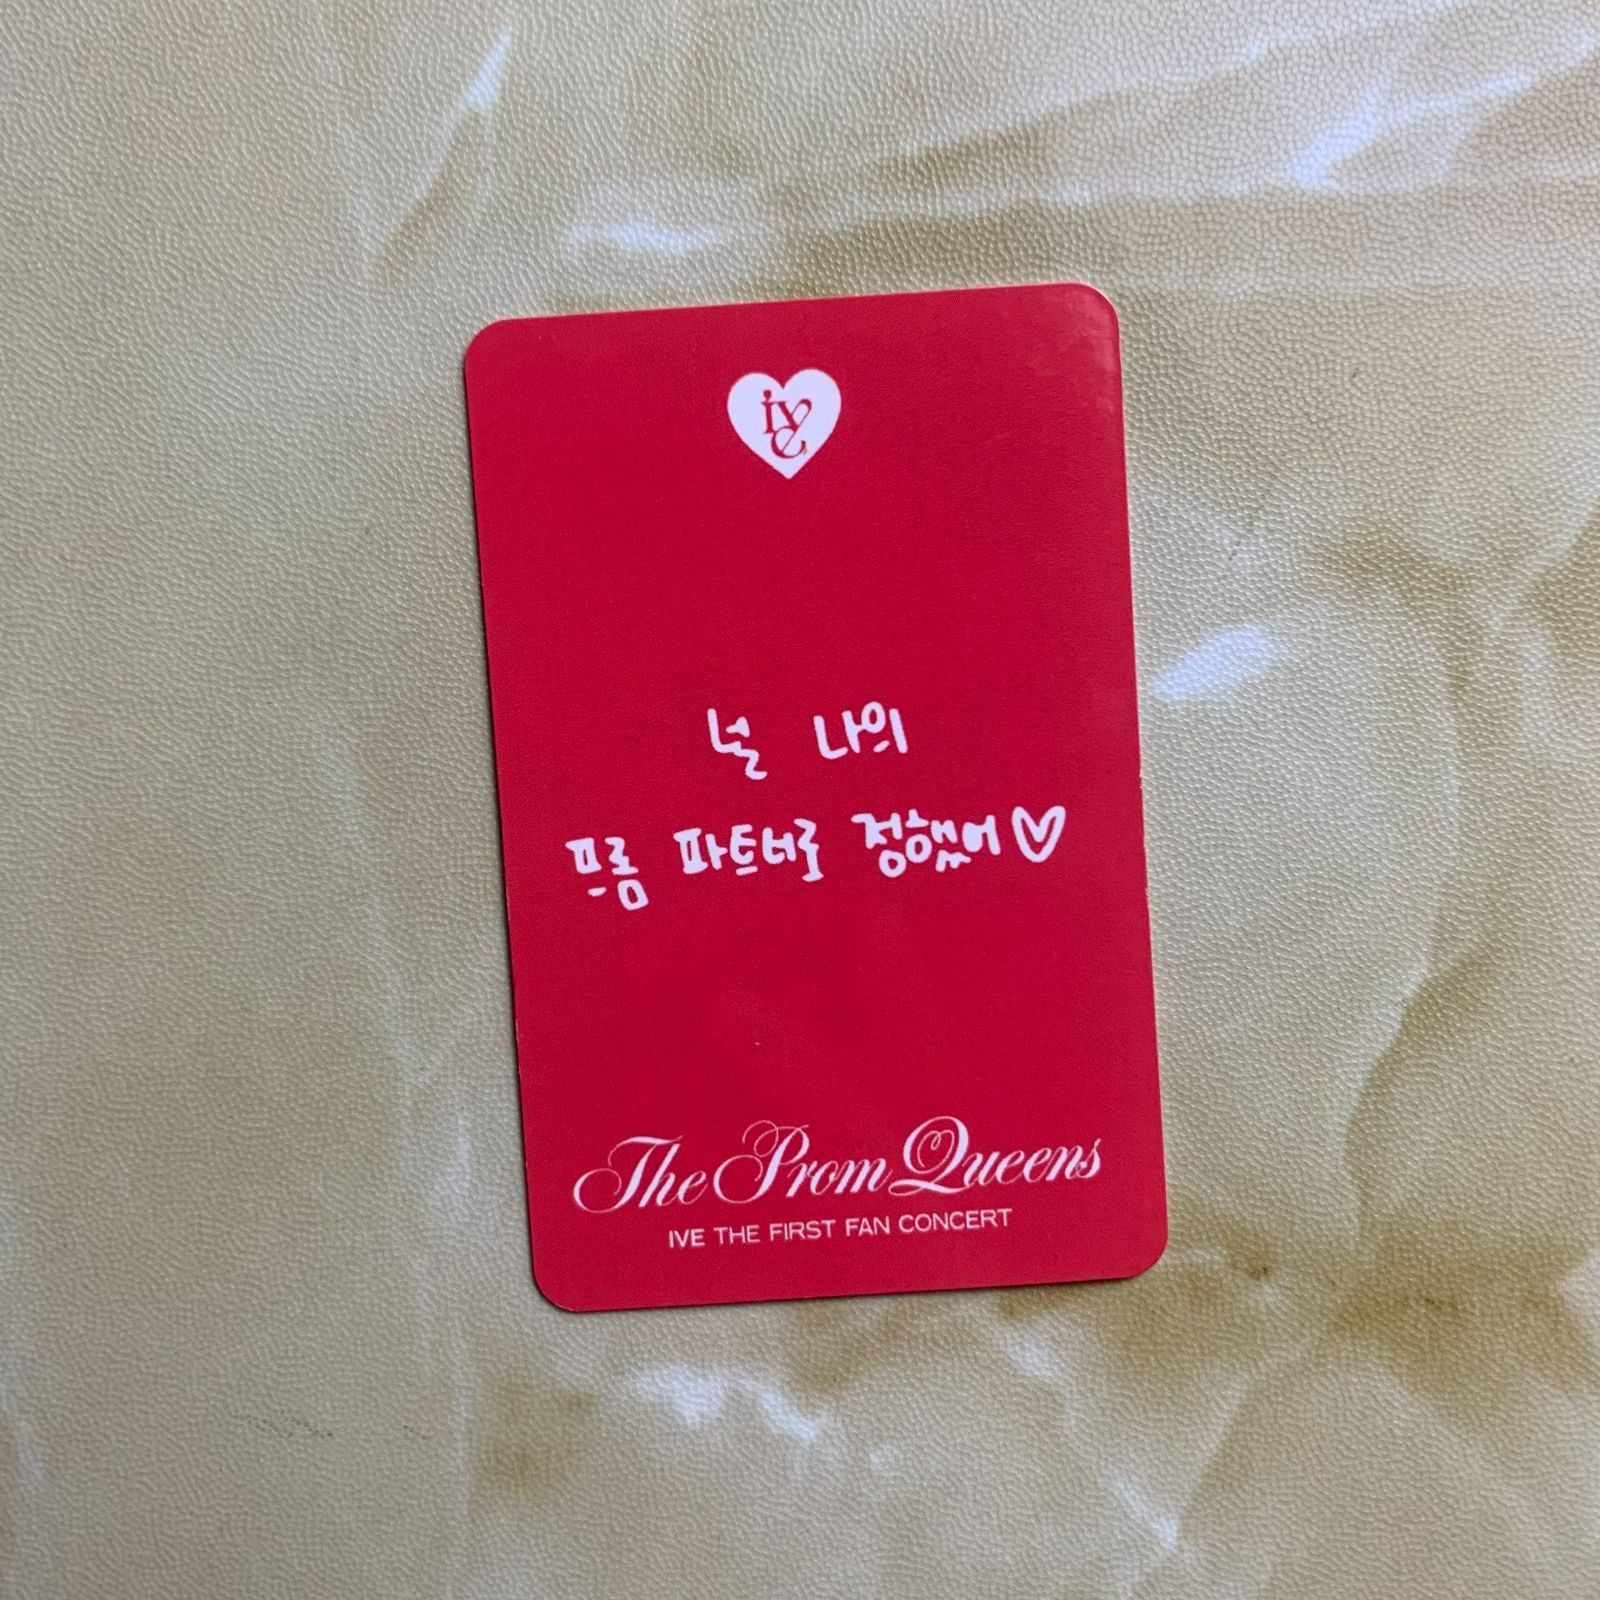 ive
널 나의
프롬 파트너로 정했어♡
The Prom Queens
IVE THE FIRST FAN CONCERT